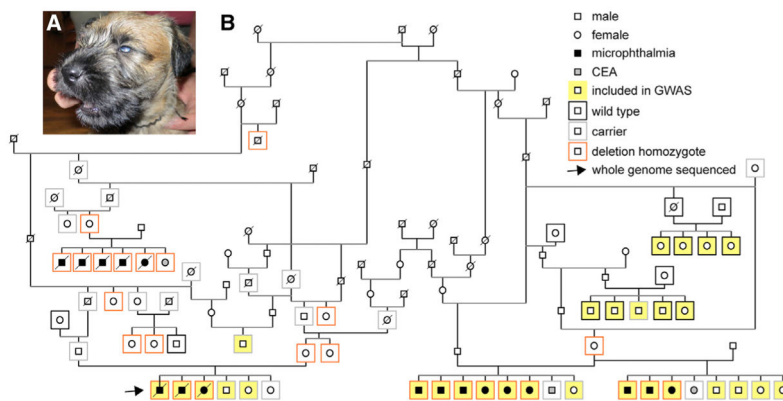 A
B
male
female
microphthalmia
CEA
included in GWAS
wild type
carrier
deletion homozygote
whole genome sequenced